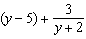 (y − 5) + 3/(y + 2)